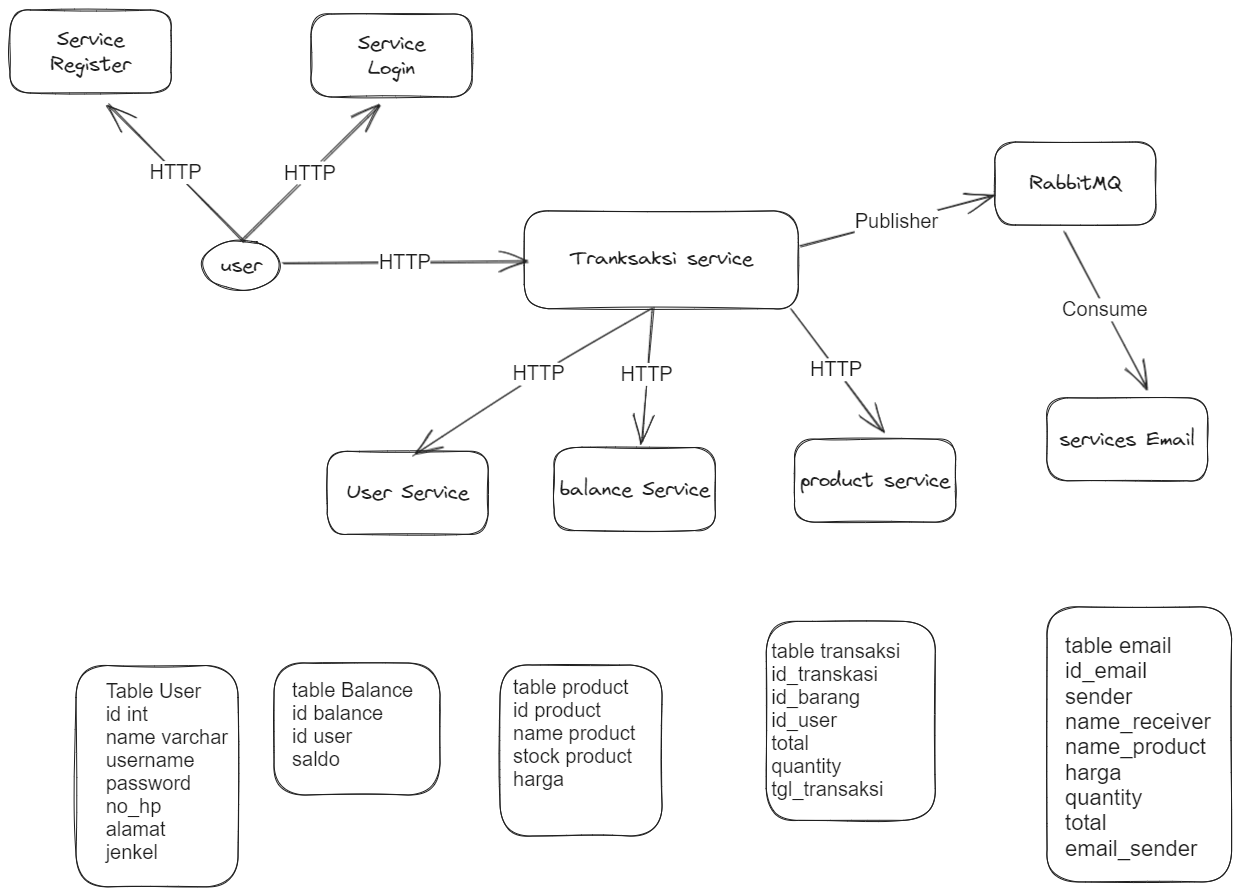 Service
Register
Service
Login
HTTP
HTTP
RabbitMQ
Publisher
user
HTTP
Tranksaksi service
Consume
HTTP
HTTP
HTTP
services Email
User Service
balance Service
product service
Table User
id int
name varchar
username
password
no_hp
alamat
jenkel
table Balance
id balance
id user
saldo
table product
id product
name product
stock product
harga
table transaksi
id_transkasi
id_barang
id_user
total
quantity
tgl_transaksi
table email
id_email
sender
name_receiver
name_product
harga
quantity
total
email_sender